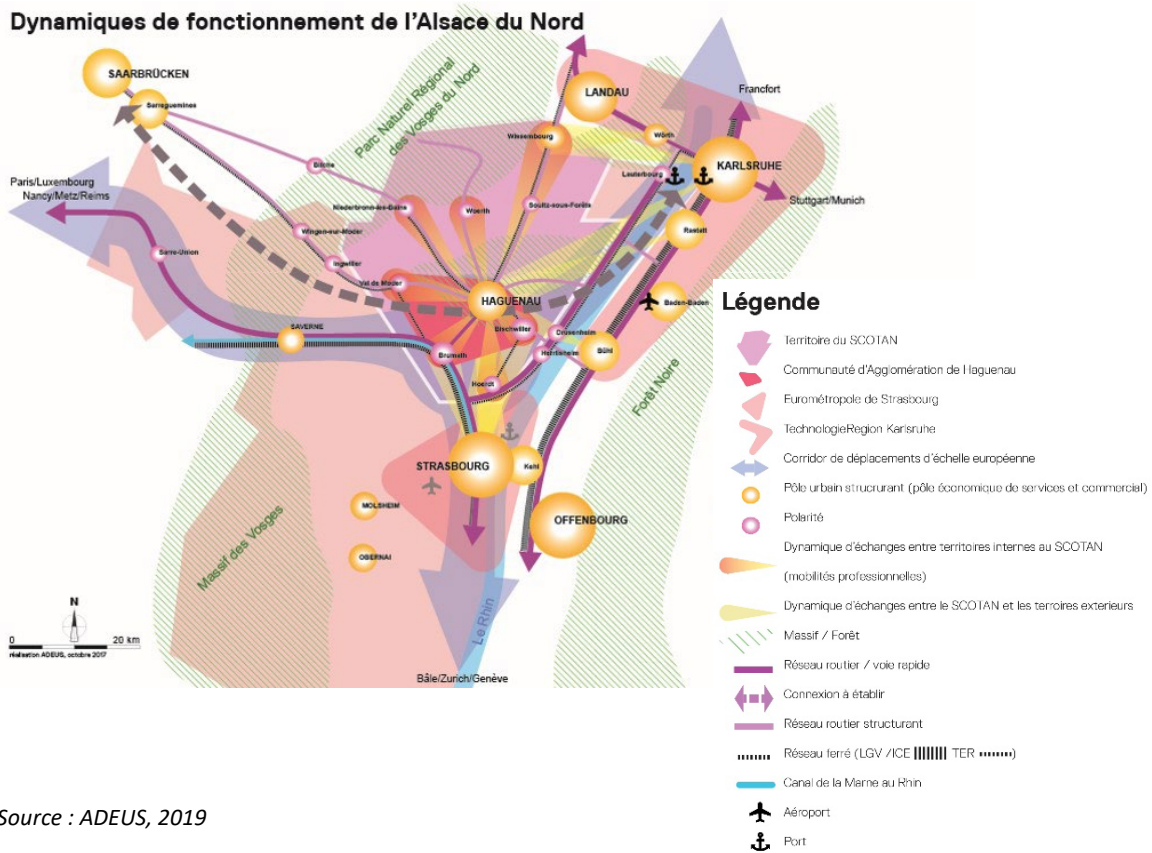 Dynamiques de fonctionnement de l'Alsace du Nord
SAARBRÜCKEN
Sarreguemines
Parc Naturel Régional
des Vosges du Nord
LANDAU
Francfort
Wissembourg
Wörth
Bitche
Lauterbourg
KARLSRUHE
Paris/Luxembourg
Nancy/Metz/Reims
Stuttgart/Munich
Niederbronn-les-Bains
Woerth
Soultz-sous-Forêts
Rastatt
Wingen-sur-Moder
Sarre-Union
Ingwiller
Val de Moder
HAGUENAU
Baden-Baden
Bischwiller
Drusenheim
SAVERNE
Brumath
Herrlisheim
Bühl
Hoerdt
Forêt Noire
STRASBOURG
Kehl
MOLSHEIM
OFFENBOURG
OBERNAI
Massif des Vosges
Le Rhin
N
0 20 km
réalisation ADEUS, octobre 2017
Bâle/Zurich/Genève
Légende
Territoire du SCOTAN
Communauté d'Agglomération de Haguenau
Eurométropole de Strasbourg
TechnologieRegion Karlsruhe
Corridor de déplacements d'échelle européenne
Pôle urbain strucrurant (pôle économique de services et commercial)
Polarité
Dynamique d'échanges entre territoires internes au SCOTAN
(mobilités professionnelles)
Dynamique d'échanges entre le SCOTAN et les terroires exterieurs
Massif / Forêt
Réseau routier / voie rapide
Connexion à établir
Réseau routier structurant
Réseau ferré (LGV /ICE TER )
Canal de la Marne au Rhin
Aéroport
Port
Source : ADEUS, 2019